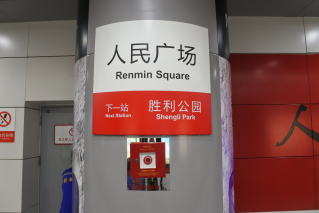 人民广场
Renmin Square
下一站
Next Station
胜利公园
Shengli Park
人